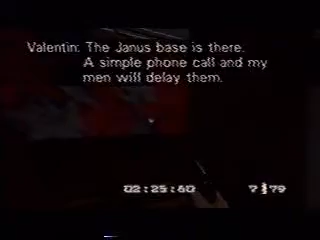 Valentin: The Janus base is there.
A simple phone call and my
men will delay them.
02:25:60 7 79